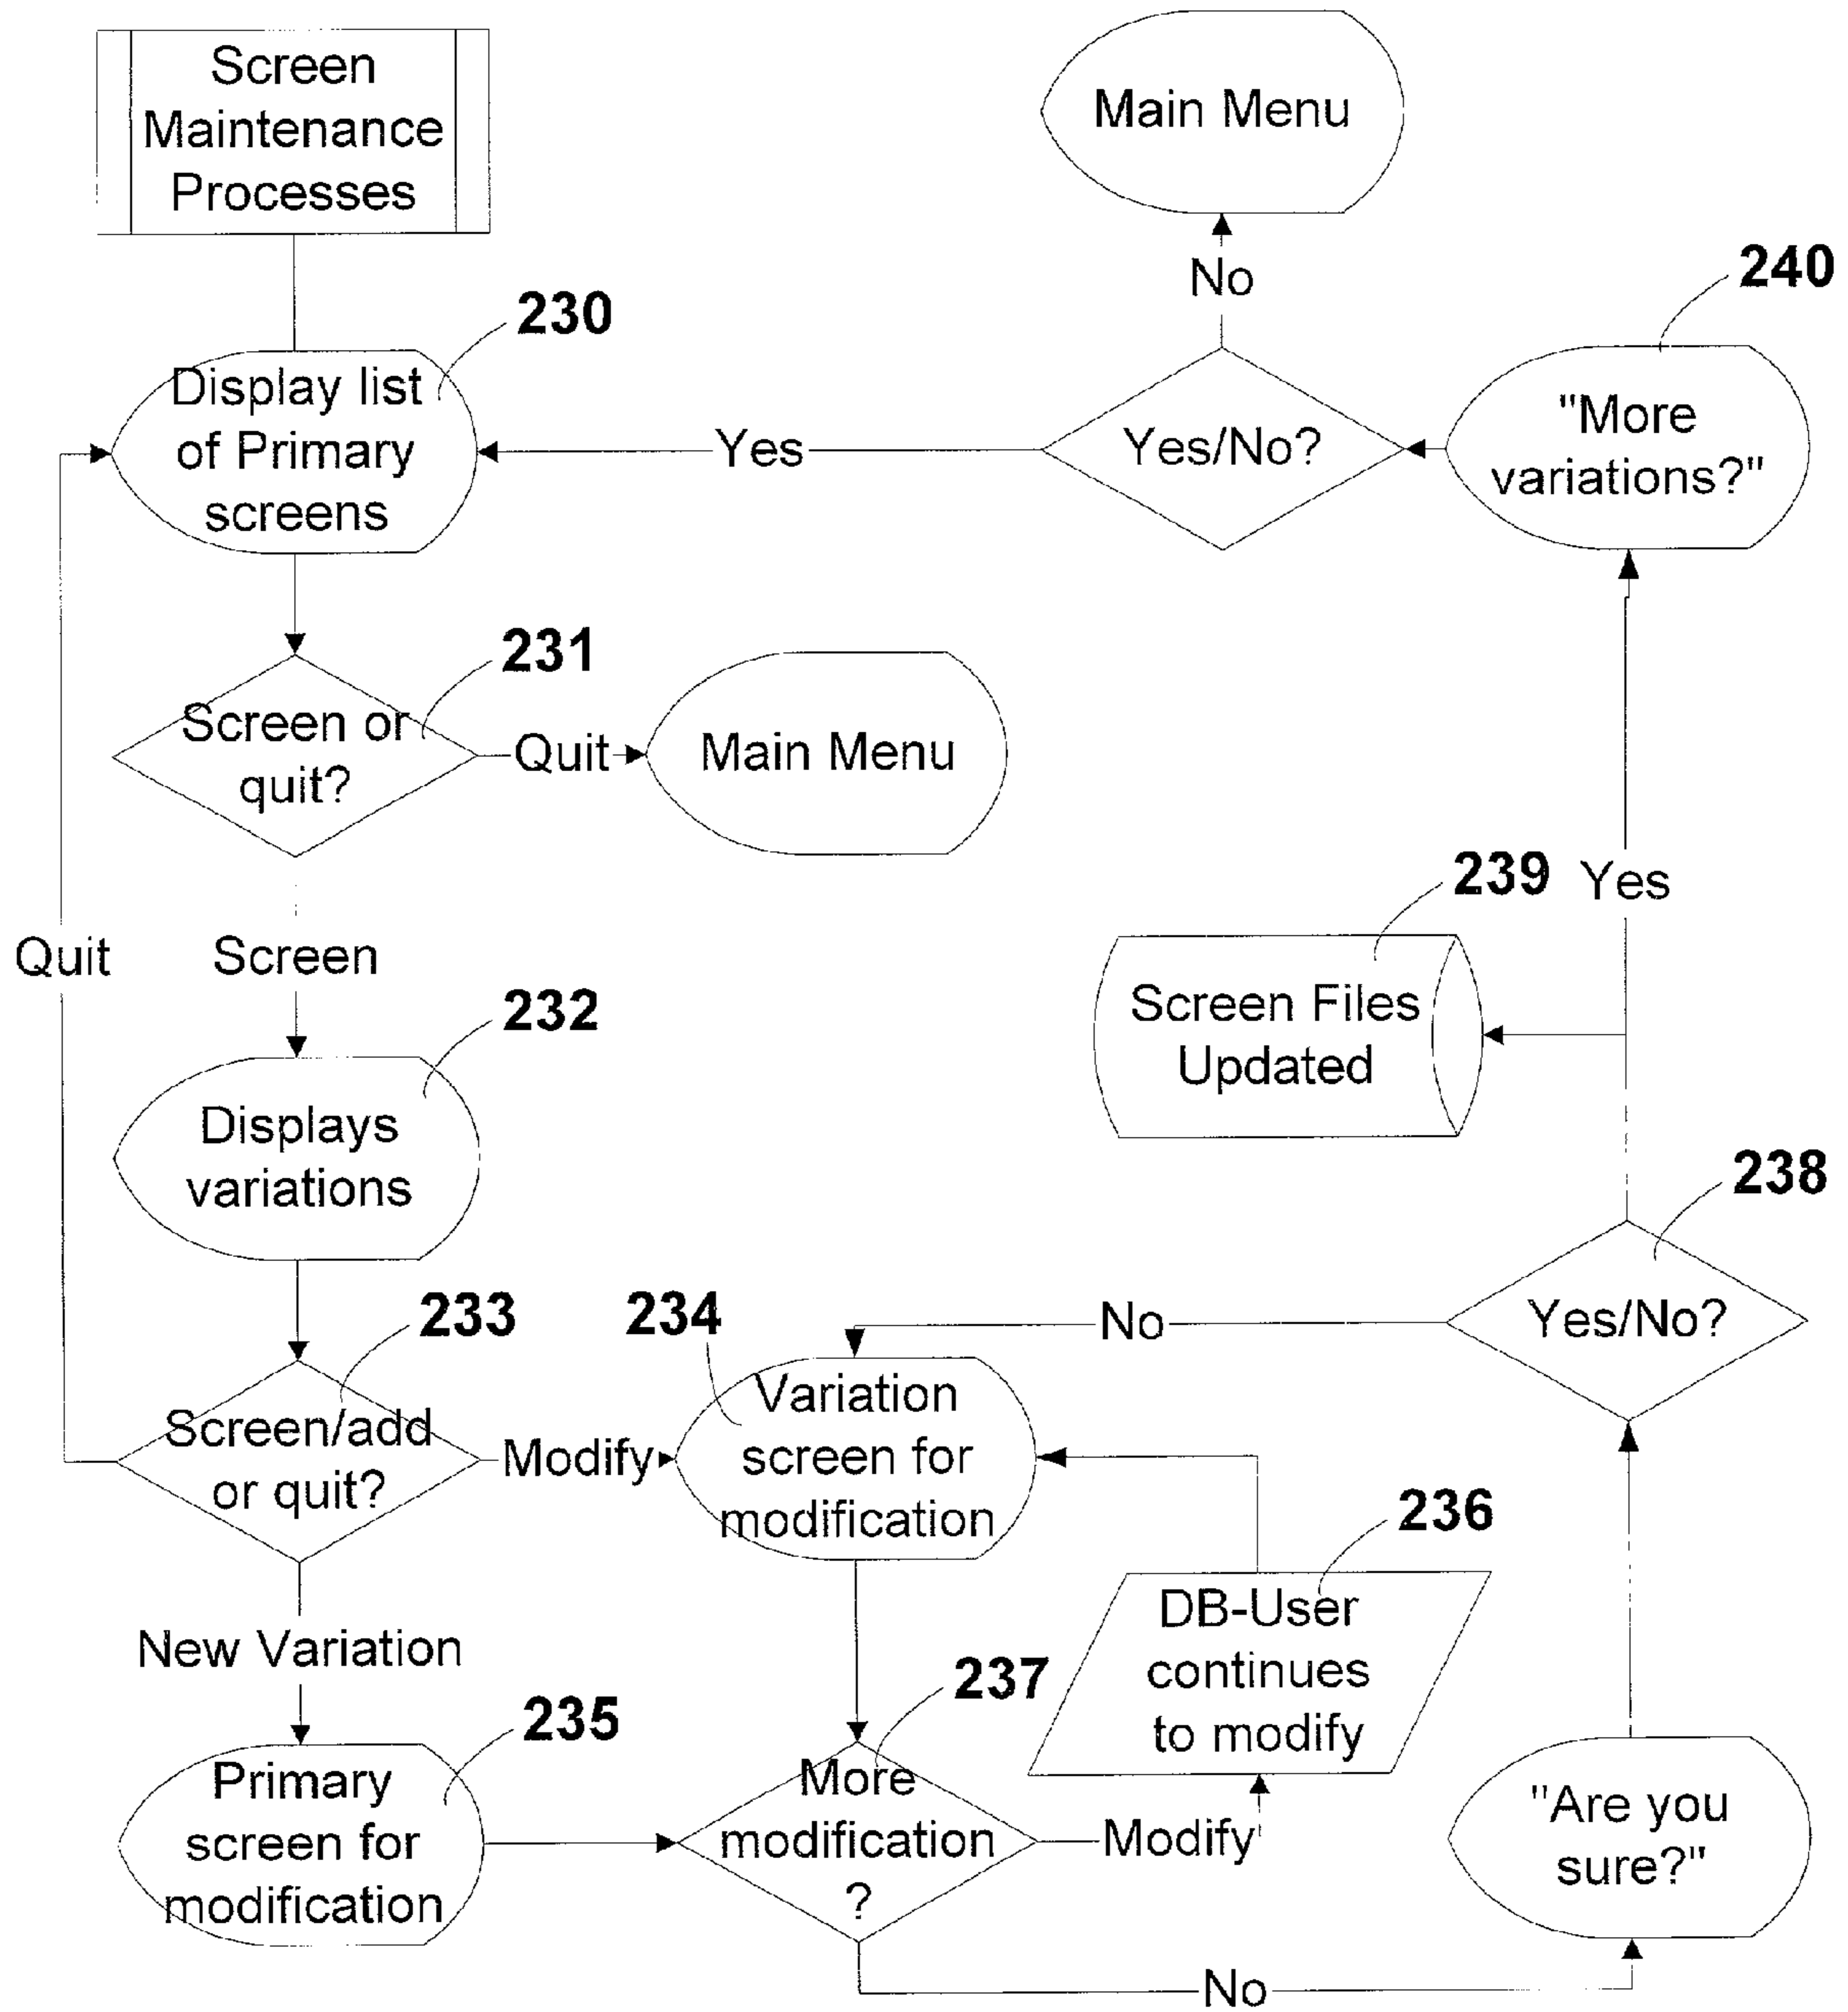 Screen
Maintenance
Processes
Main Menu
No
240
230
Display list
of Primary
screens
Yes
Yes/No?
"More
variations?"
231
Screen or
quit?
Quit
Main Menu
239
Yes
Quit
Screen
Screen Files
Updated
232
Displays
variations
238
233
234
No
Yes/No?
Screen/add
or quit?
Modify
Variation
screen for
modification
236
DB-User
continues
to modify
New Variation
237
235
Primary
screen for
modification
More
modification
?
Modify
"Are you
sure?"
No